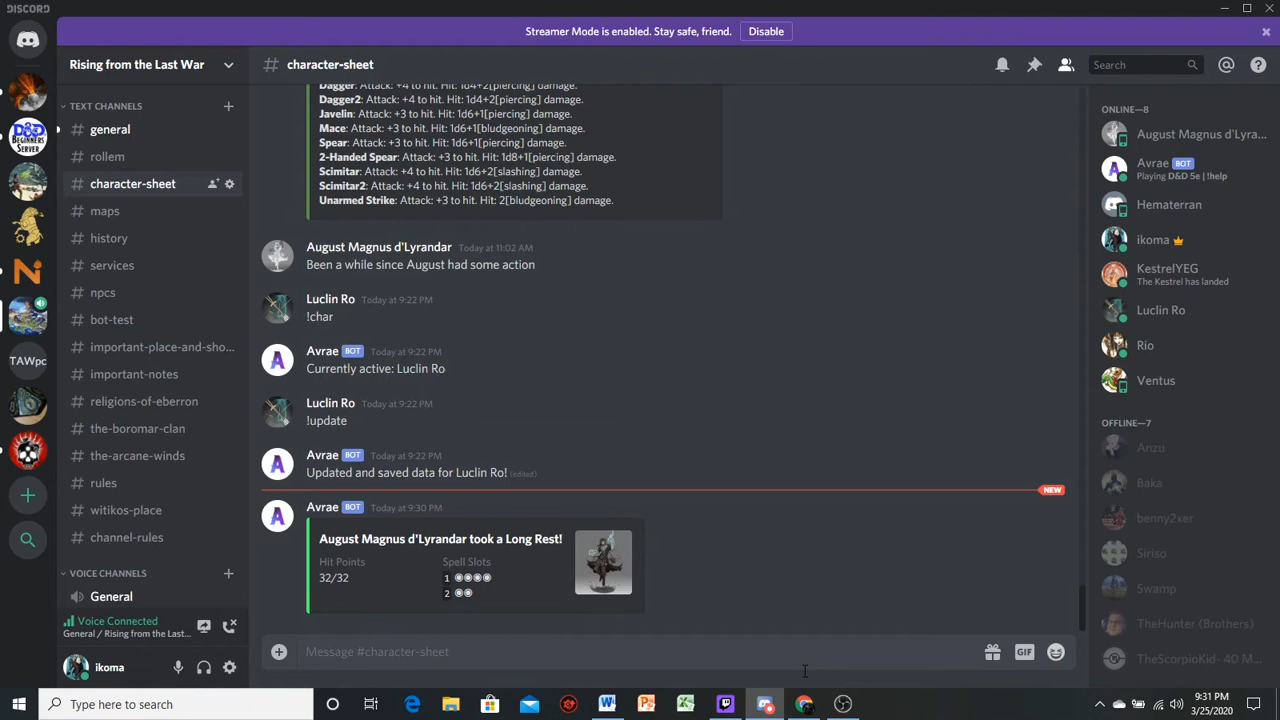 DISCORD
Streamer Mode is enabled. Stay safe, friend. Disable
Rising from the Last War
# character-sheet
Search
TEXT CHANNELS
# general
# rollem
# character-sheet
# maps
# history
# services
# npcs
# bot-test
# important-place-and-sho...
# important-notes
# religions-of-eberron
# the-boromar-clan
# the-arcane-winds
# rules
# witikos-place
# channel-rules
VOICE CHANNELS
General
Voice Connected
General / Rising from the Last...
ikoma
D&D
BEGINNERS
SERVER
TAWpc
Dagger: Attack: +4 to hit. Hit: 1d4+2[piercing] damage.
Dagger2: Attack: +4 to hit. Hit: 1d4+2[piercing] damage.
Javelin: Attack: +3 to hit. Hit: 1d6+1[piercing] damage.
Mace: Attack: +3 to hit. Hit: 1d6+1[bludgeoning] damage.
Spear: Attack: +3 to hit. Hit: 1d6+1[piercing] damage.
2-Handed Spear: Attack: +3 to hit. Hit: 1d8+1[piercing] damage.
Scimitar: Attack: +4 to hit. Hit: 1d6+2[slashing] damage.
Scimitar2: Attack: +4 to hit. Hit: 1d6+2[slashing] damage.
Unarmed Strike: Attack: +3 to hit. Hit: 2[bludgeoning] damage.
August Magnus d'Lyrandar Today at 11:02 AM
Been a while since August had some action
Luclin Ro Today at 9:22 PM
!char
Avrae BOT Today at 9:22 PM
Currently active: Luclin Ro
Luclin Ro Today at 9:22 PM
!update
Avrae BOT Today at 9:22 PM
Updated and saved data for Luclin Ro! (edited)
NEW
Avrae BOT Today at 9:30 PM
August Magnus d'Lyrandar took a Long Rest!
Hit Points Spell Slots
32/32 1 ◉◉◉◉
2 ◉◉
Message #character-sheet
GIF
ONLINE—8
August Magnus d'Lyra...
Avrae BOT
Playing D&D 5e | !help
Hematerran
ikoma
KestrelYEG
The Kestrel has landed
Luclin Ro
Rio
Ventus
OFFLINE—7
Anzu
Baka
benny2xer
Siriso
Swamp
TheHunter (Brothers)
TheScorpioKid- 40 M...
Type here to search
9:31 PM
3/25/2020